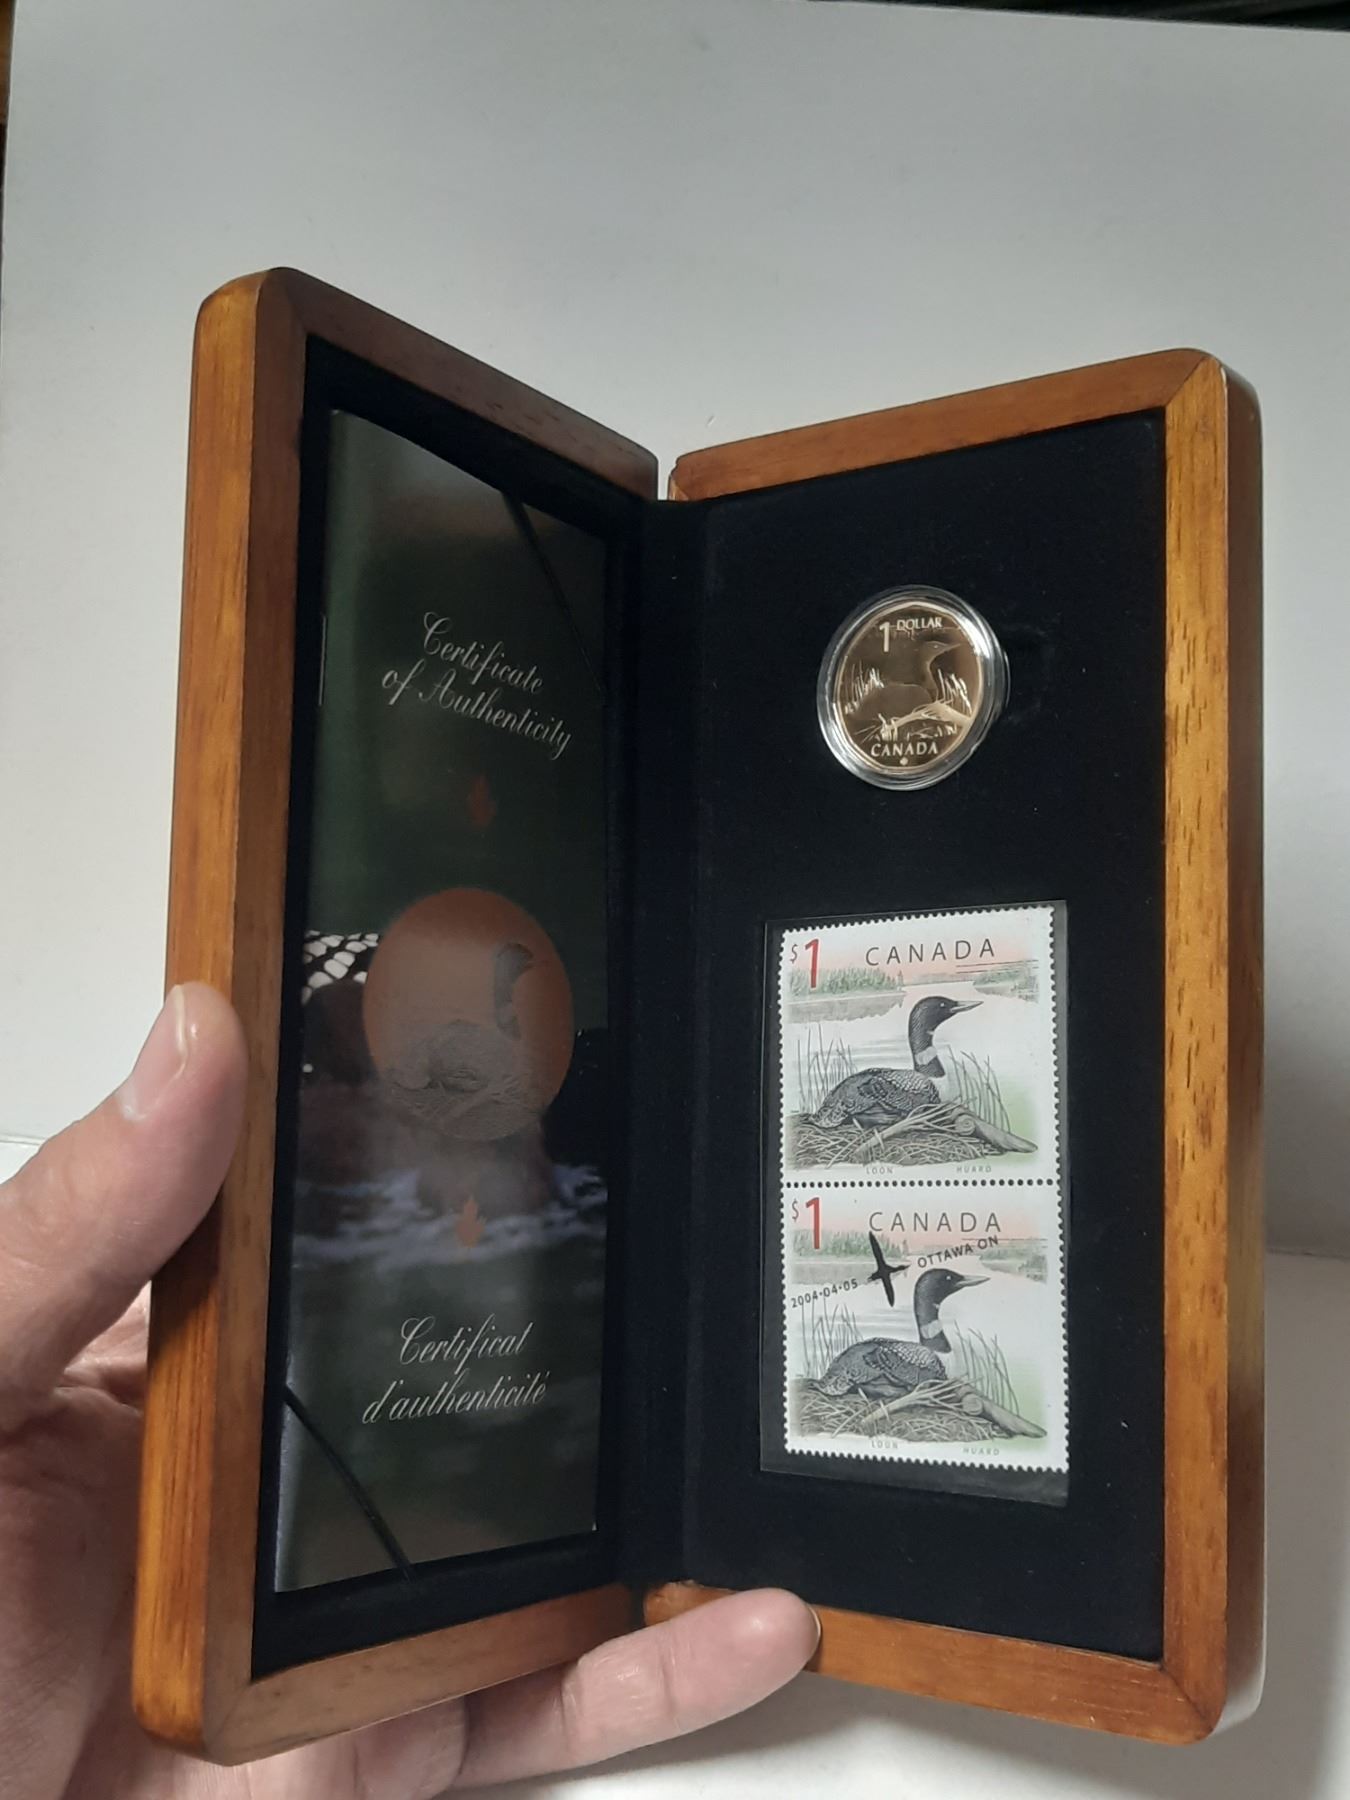 Certificate
of Authenticity
Certificat
d'authenticité
1 DOLLAR
CANADA
$1 CANADA
LOON HUARD
$1 CANADA
2004·04·05 OTTAWA ON
LOON HUARD